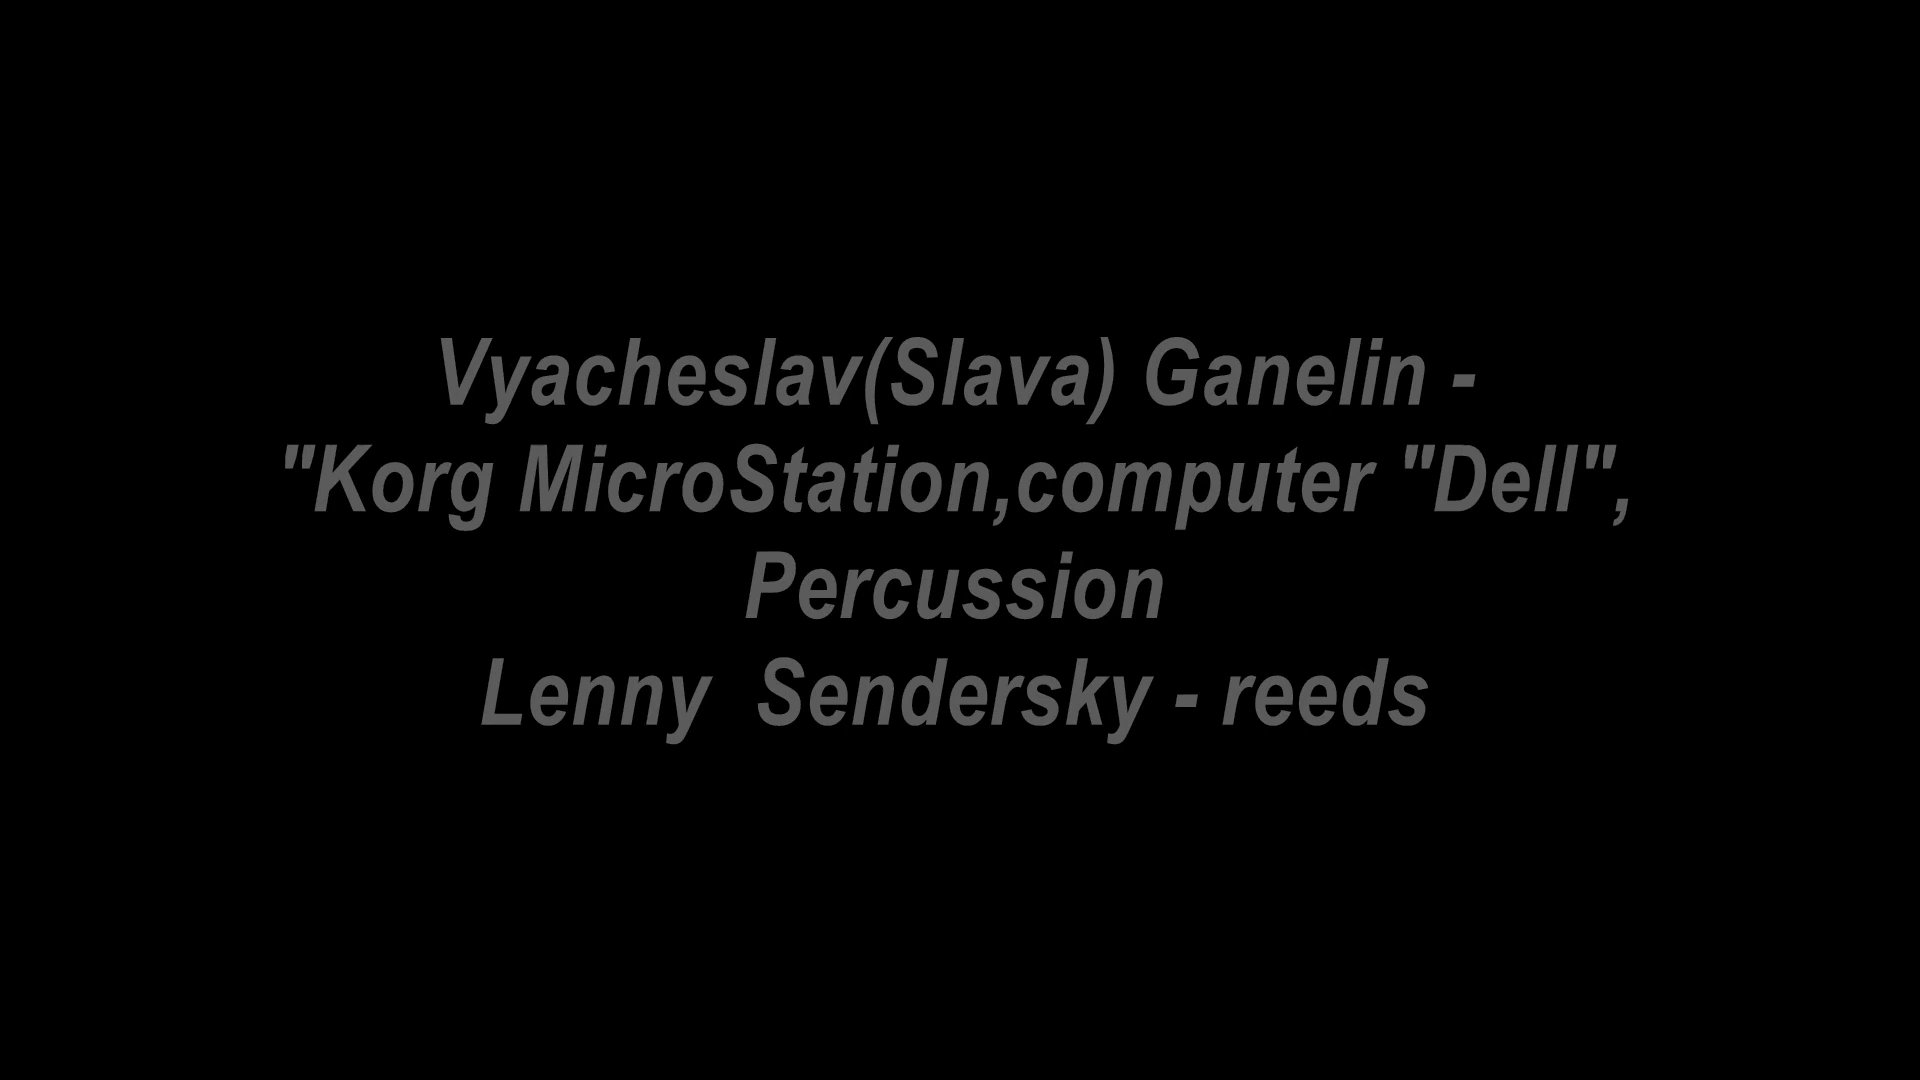 Vyacheslav(Slava) Ganelin -
"Korg MicroStation,computer "Dell",
Percussion
Lenny  Sendersky - reeds